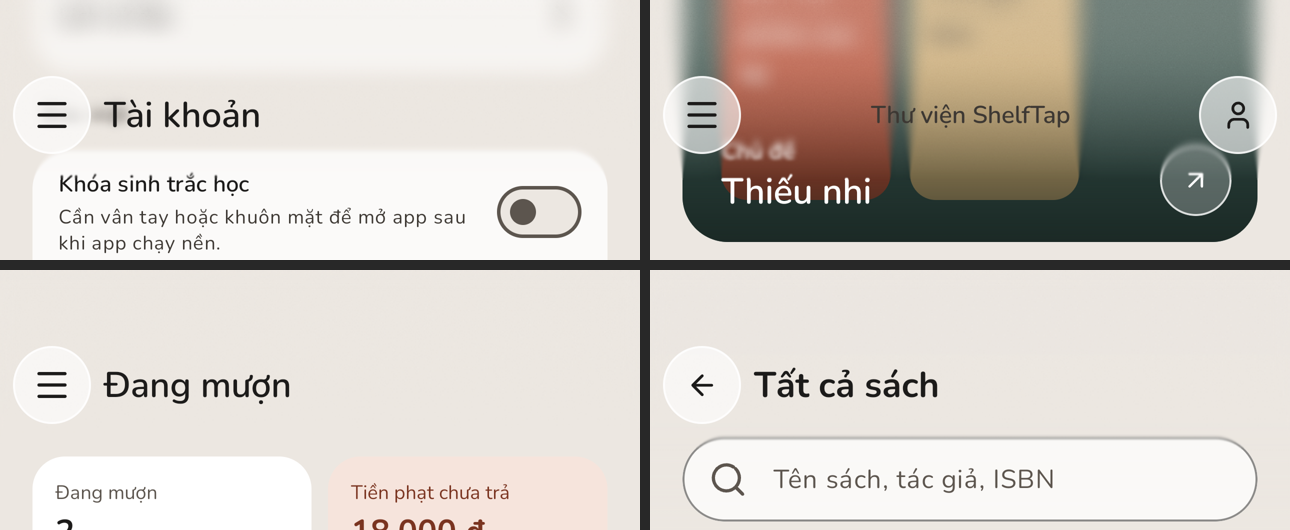 Tài khoản
Khóa sinh trắc học
Cần vân tay hoặc khuôn mặt để mở app sau
khi app chạy nền.
Thư viện ShelfTap
Chủ đề
Thiếu nhi
Đang mượn
Đang mượn
Tiền phạt chưa trả
18.000 đ
Tất cả sách
Tên sách, tác giả, ISBN